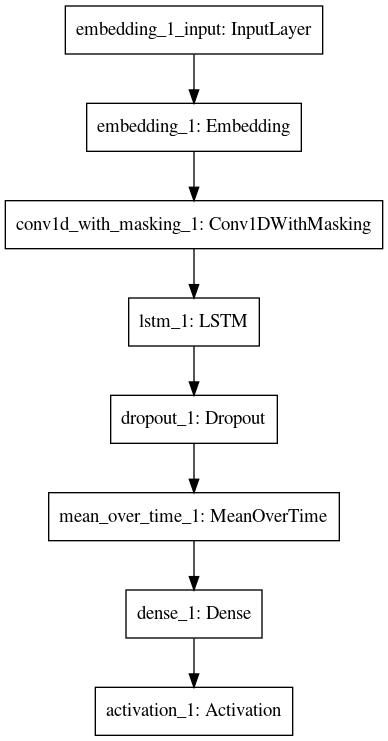 embedding_1_input: InputLayer
embedding_1: Embedding
conv1d_with_masking_1: Conv1DWithMasking
lstm_1: LSTM
dropout_1: Dropout
mean_over_time_1: MeanOverTime
dense_1: Dense
activation_1: Activation